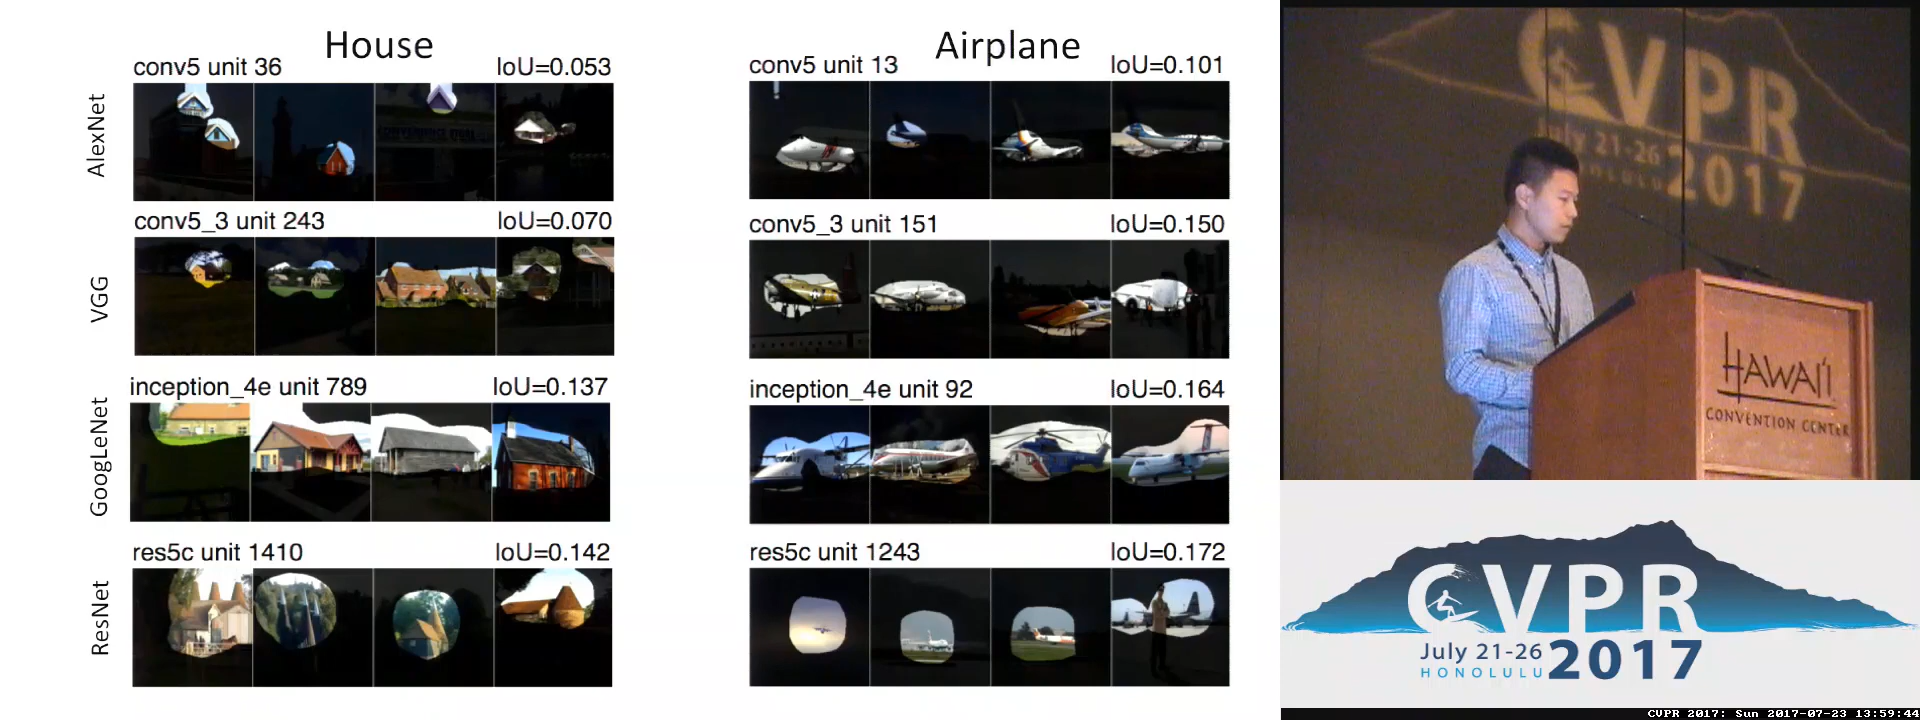 House
Airplane
AlexNet
conv5 unit 36 IoU=0.053
conv5 unit 13 IoU=0.101
VGG
conv5_3 unit 243 IoU=0.070
conv5_3 unit 151 IoU=0.150
GoogLeNet
inception_4e unit 789 IoU=0.137
inception_4e unit 92 IoU=0.164
ResNet
res5c unit 1410 IoU=0.142
res5c unit 1243 IoU=0.172
CVPR
July 21-26
HONOLULU
2017
HAWAI'I
CONVENTION CENTER
CVPR
July 21-26
HONOLULU
2017
CVPR 2017: Sun 2017-07-23 13:59:44